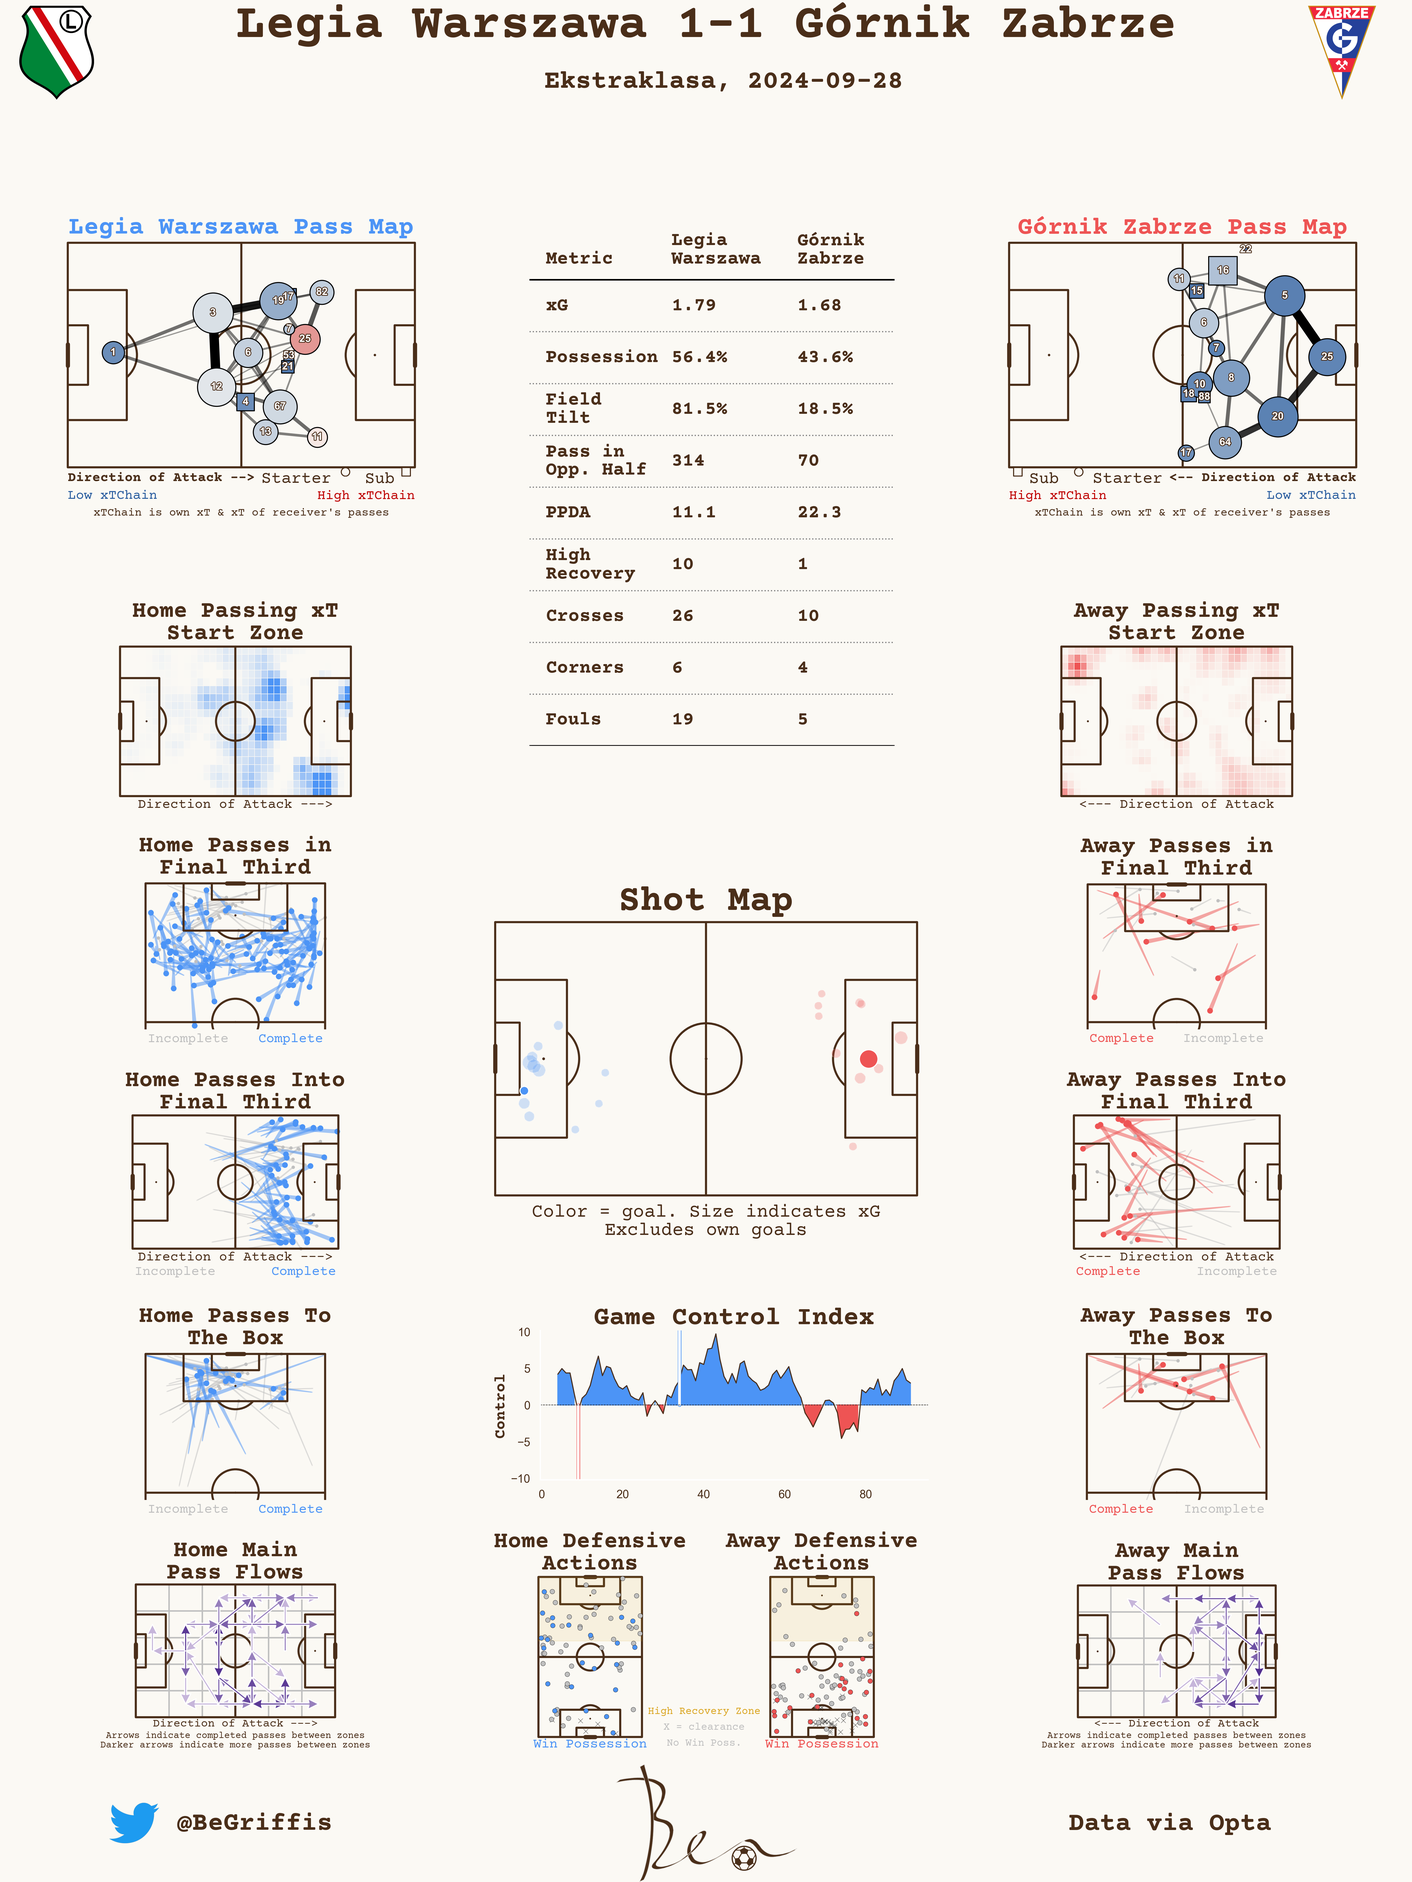 Legia Warszawa 1-1 Górnik Zabrze
Ekstraklasa, 2024-09-28
L
ZABRZE
G
Legia Warszawa Pass Map
1
3
12
19
17
82
7
25
6
53
21
4
67
13
11
Direction of Attack --> Starter Sub
Low xTChain High xTChain
xTChain is own xT & xT of receiver's passes
Metric Legia Warszawa Górnik Zabrze
xG 1.79 1.68
Possession 56.4% 43.6%
Field Tilt 81.5% 18.5%
Pass in Opp. Half 314 70
PPDA 11.1 22.3
High Recovery 10 1
Crosses 26 10
Corners 6 4
Fouls 19 5
Górnik Zabrze Pass Map
22
11
16
15
5
6
7
25
8
10
18
88
20
64
17
Sub Starter <-- Direction of Attack
High xTChain Low xTChain
xTChain is own xT & xT of receiver's passes
Home Passing xT
Start Zone
Direction of Attack --->
Away Passing xT
Start Zone
<--- Direction of Attack
Home Passes in
Final Third
Incomplete Complete
Away Passes in
Final Third
Complete Incomplete
Shot Map
Color = goal. Size indicates xG
Excludes own goals
Home Passes Into
Final Third
Direction of Attack --->
Incomplete Complete
Away Passes Into
Final Third
<--- Direction of Attack
Complete Incomplete
Home Passes To
The Box
Incomplete Complete
Game Control Index
Control
10
5
0
−5
−10
0 20 40 60 80
Away Passes To
The Box
Complete Incomplete
Home Main
Pass Flows
Direction of Attack --->
Arrows indicate completed passes between zones
Darker arrows indicate more passes between zones
Home Defensive
Actions
Win Possession
High Recovery Zone
X = clearance
No Win Poss.
Away Defensive
Actions
Win Possession
Away Main
Pass Flows
<--- Direction of Attack
Arrows indicate completed passes between zones
Darker arrows indicate more passes between zones
@BeGriffis
Ben
Data via Opta